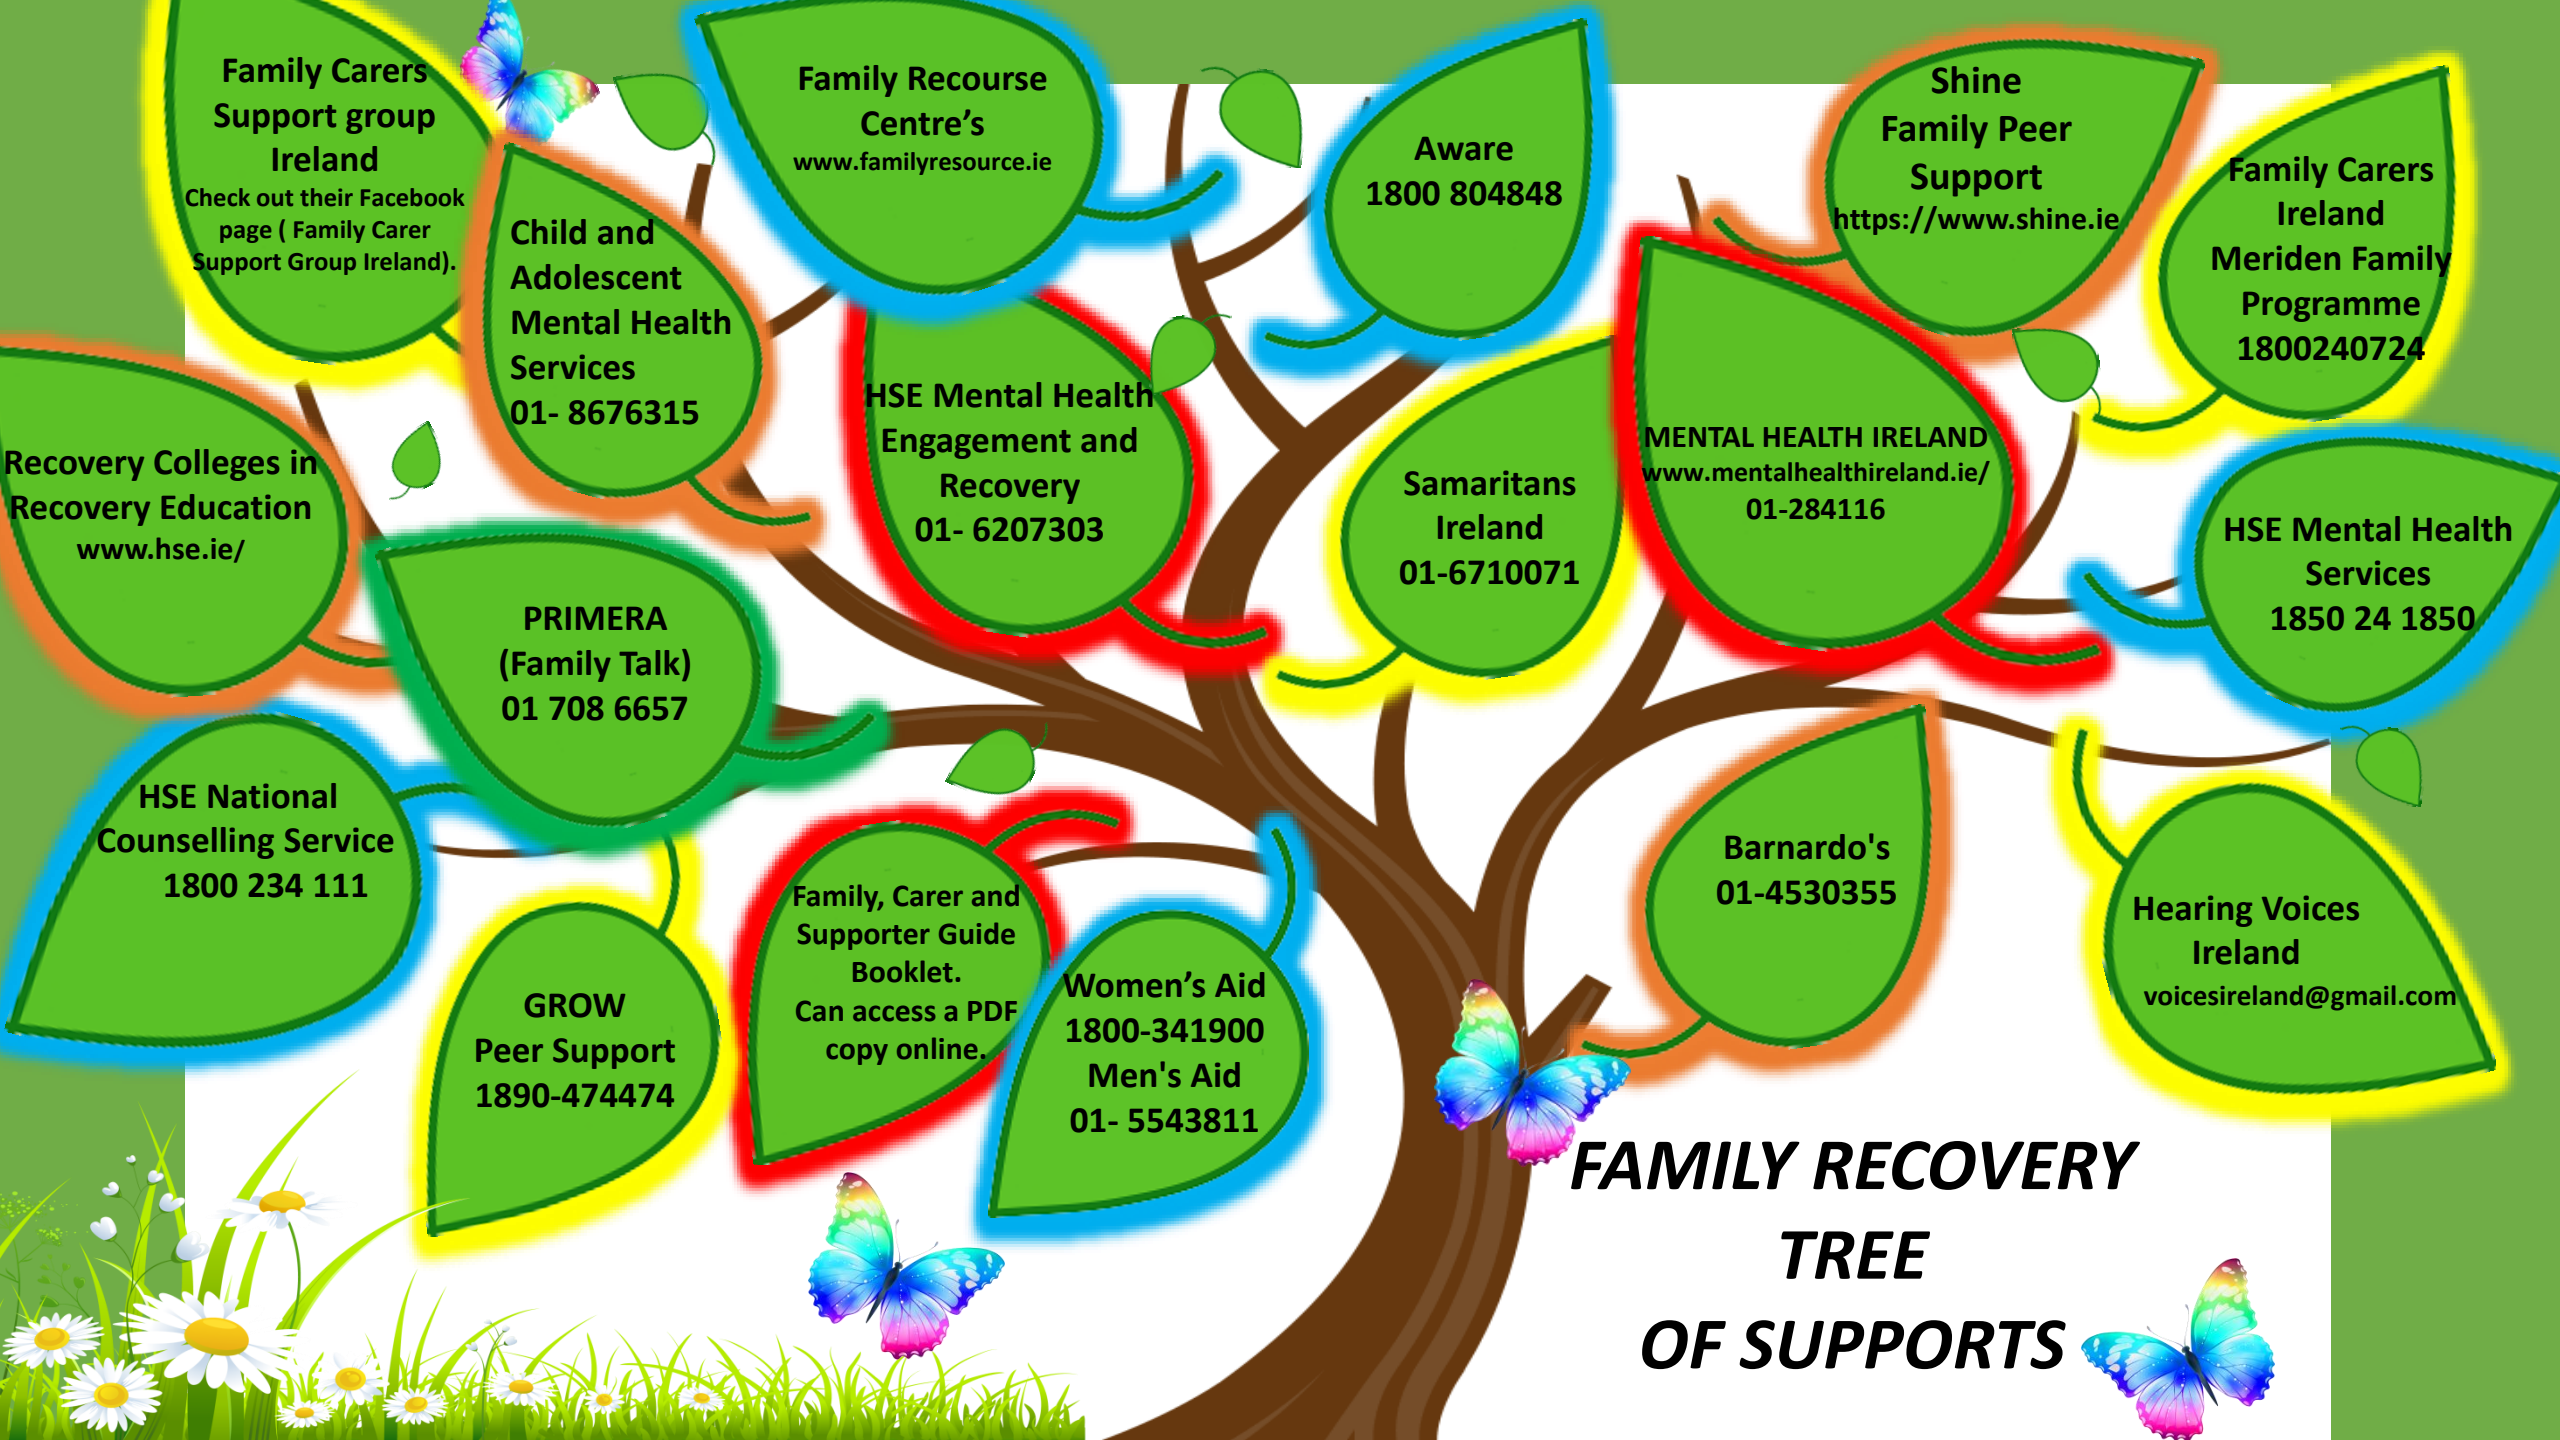 Family Carers
Support group
Ireland
Check out their Facebook
page ( Family Carer
Support Group Ireland).
Child and
Adolescent
Mental Health
Services
01- 8676315
Family Recourse
Centre’s
www.familyresource.ie
HSE Mental Health
Engagement and
Recovery
01- 6207303
Aware
1800 804848
Samaritans
Ireland
01-6710071
Shine
Family Peer
Support
https://www.shine.ie
Family Carers
Ireland
Meriden Family
Programme
1800240724
MENTAL HEALTH IRELAND
www.mentalhealthireland.ie/
01-284116
HSE Mental Health
Services
1850 24 1850
Recovery Colleges in
Recovery Education
www.hse.ie/
PRIMERA
(Family Talk)
01 708 6657
HSE National
Counselling Service
1800 234 111
GROW
Peer Support
1890-474474
Family, Carer and
Supporter Guide
Booklet.
Can access a PDF
copy online.
Women’s Aid
1800-341900
Men's Aid
01- 5543811
Barnardo's
01-4530355
Hearing Voices
Ireland
voicesireland@gmail.com
FAMILY RECOVERY
TREE
OF SUPPORTS